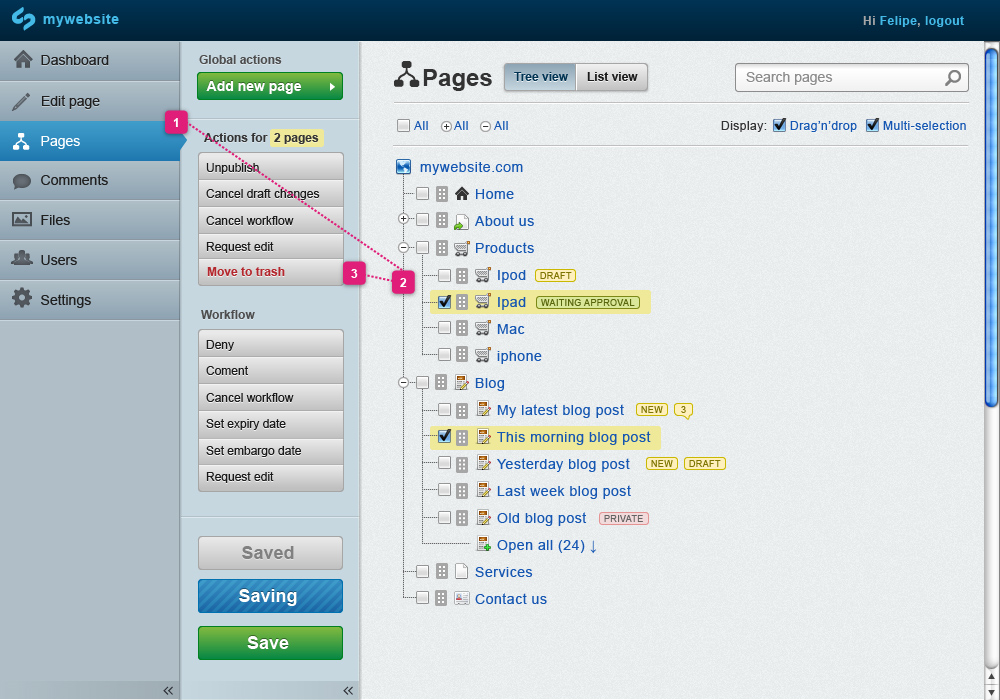 mywebsite
Hi Felipe, logout
Dashboard
Edit page
Pages
Comments
Files
Users
Settings
Global actions
Add new page
1
Actions for 2 pages
Unpublish
Cancel draft changes
Cancel workflow
Request edit
Move to trash
3
2
Workflow
Deny
Coment
Cancel workflow
Set expiry date
Set embargo date
Request edit
Saved
Saving
Save
«
«
Pages
Tree view
List view
Search pages
All All All
Display: Drag'n'drop Multi-selection
mywebsite.com
Home
About us
Products
Ipod DRAFT
Ipad WAITING APPROVAL
Mac
iphone
Blog
My latest blog post NEW 3
This morning blog post
Yesterday blog post NEW DRAFT
Last week blog post
Old blog post PRIVATE
Open all (24) ↓
Services
Contact us